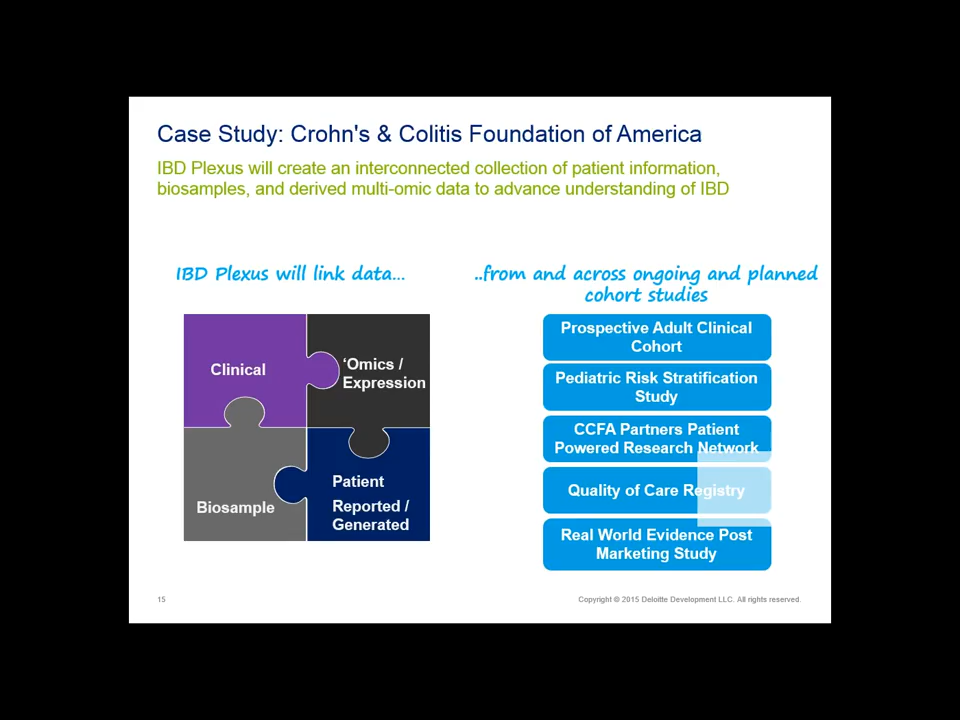 Case Study: Crohn's & Colitis Foundation of America
IBD Plexus will create an interconnected collection of patient information,
biosamples, and derived multi-omic data to advance understanding of IBD
IBD Plexus will link data...
..from and across ongoing and planned
cohort studies
Clinical
‘Omics /
Expression
Biosample
Patient
Reported /
Generated
Prospective Adult Clinical
Cohort
Pediatric Risk Stratification
Study
CCFA Partners Patient
Powered Research Network
Quality of Care Registry
Real World Evidence Post
Marketing Study
15
Copyright © 2015 Deloitte Development LLC. All rights reserved.